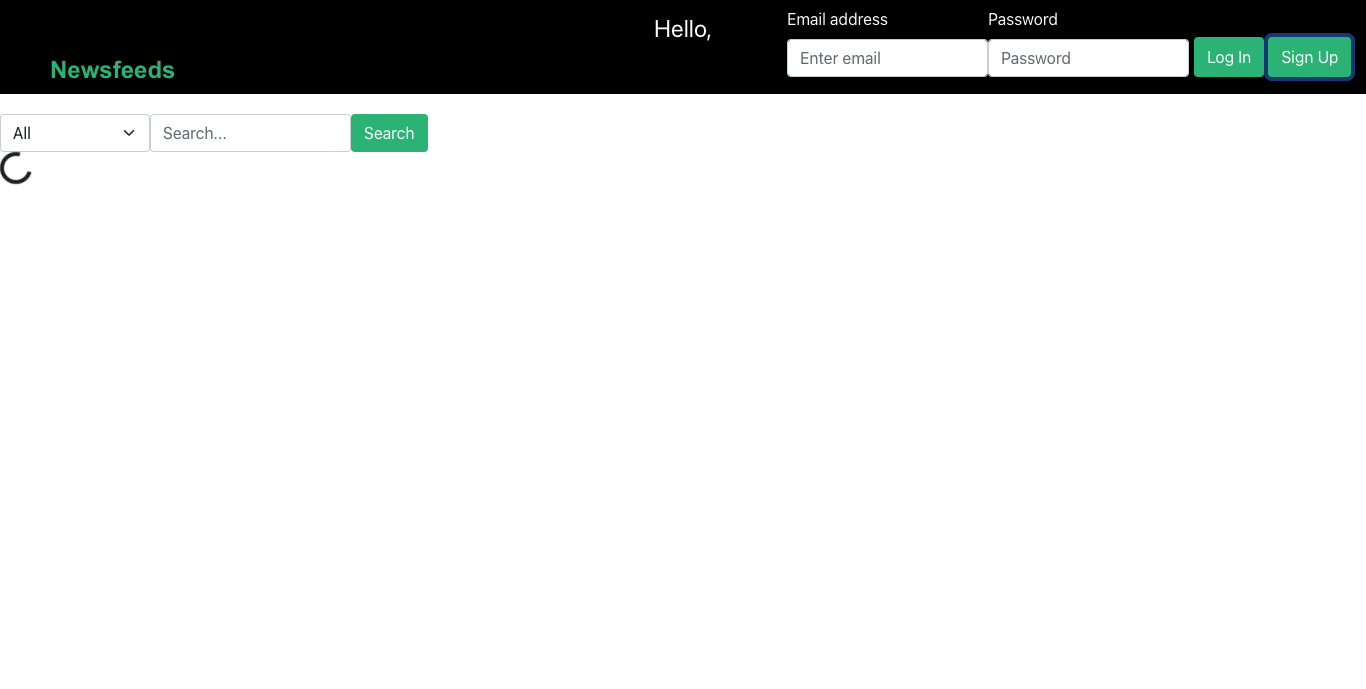 Hello,
Email address
Password
Newsfeeds
Enter email
Password
Log In
Sign Up
All
Search...
Search